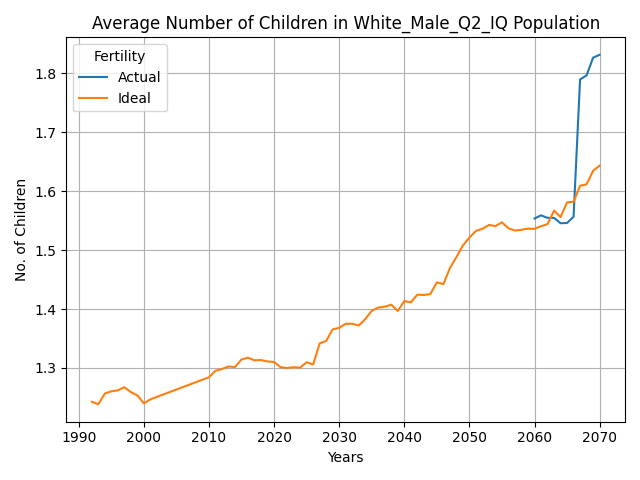 Average Number of Children in White_Male_Q2_IQ Population
Fertility
Actual
Ideal
No. of Children
1.8
1.7
1.6
1.5
1.4
1.3
1990 2000 2010 2020 2030 2040 2050 2060 2070
Years